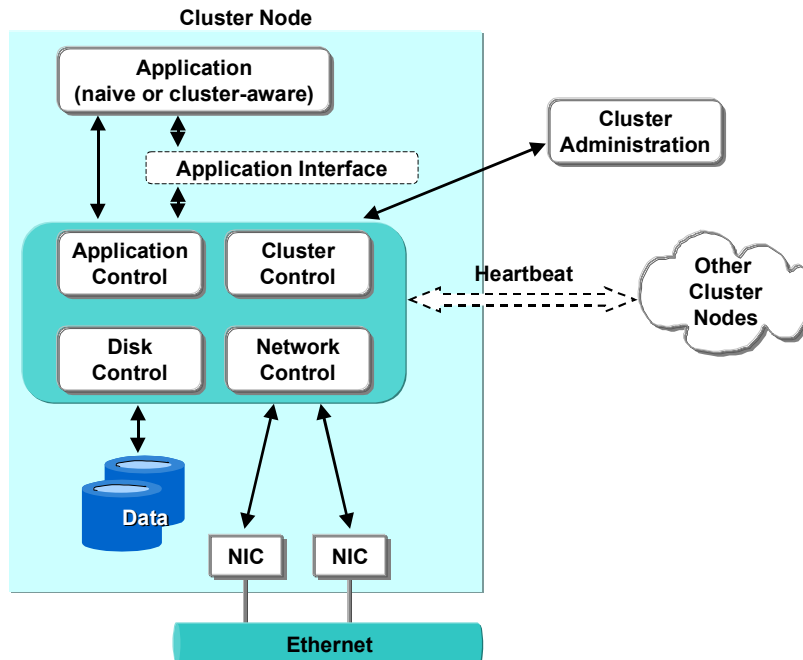 Cluster Node
Application
(naive or cluster-aware)
Cluster
Administration
Application Interface
Application
Control
Cluster
Control
Heartbeat
Other
Cluster
Nodes
Disk
Control
Network
Control
Data
NIC
NIC
Ethernet